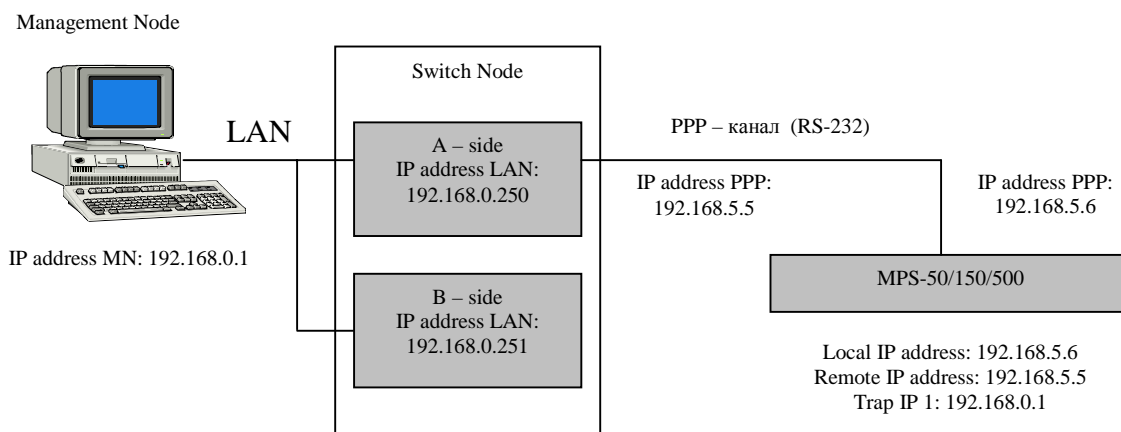 Management Node
Switch Node
LAN
A – side
IP address LAN:
192.168.0.250
PPP – канал (RS-232)
IP address PPP:
192.168.5.5
IP address PPP:
192.168.5.6
IP address MN: 192.168.0.1
B – side
IP address LAN:
192.168.0.251
MPS-50/150/500
Local IP address: 192.168.5.6
Remote IP address: 192.168.5.5
Trap IP 1: 192.168.0.1